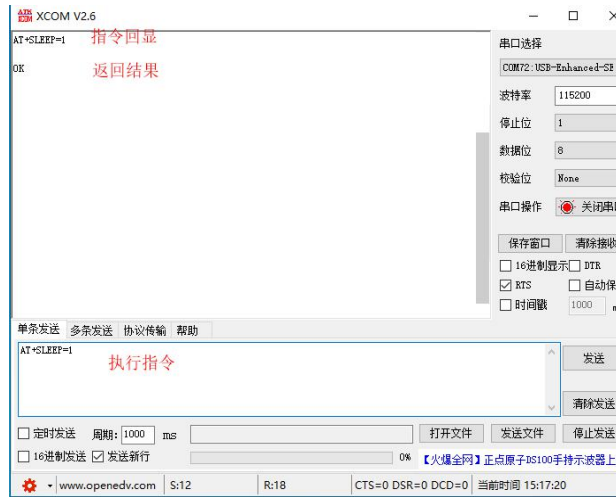 XCOM V2.6
AT+SLEEP=1
指令回显
OK
返回结果
串口选择
COM72:USB-Enhanced-SE
波特率 115200
停止位 1
数据位 8
校验位 None
串口操作 关闭串
保存窗口 清除接收
16进制显示 DTR
RTS 自动保
时间戳 1000
单条发送 多条发送 协议传输 帮助
AT+SLEEP=1
执行指令
发送
清除发送
定时发送 周期: 1000 ms 打开文件 发送文件 停止发送
16进制发送 发送新行 0% 【火爆全网】正点原子DS100手持示波器上
www.openedv.com S:12 R:18 CTS=0 DSR=0 DCD=0 当前时间 15:17:20